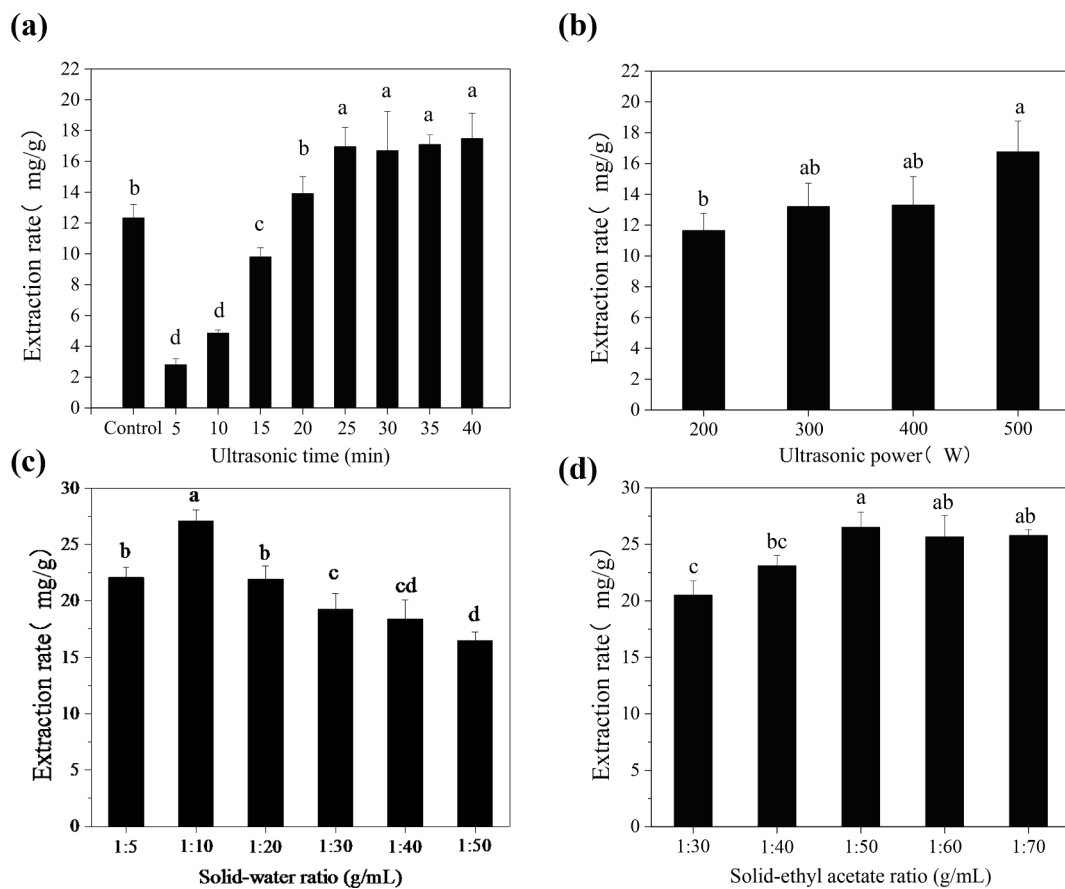 (a)
Extraction rate( mg/g)
22
20
18
16
14
12
10
8
6
4
2
0
b
d
d
c
b
a
a
a
a
Control 5 10 15 20 25 30 35 40
Ultrasonic time (min)
(b)
Extraction rate( mg/g)
22
20
18
16
14
12
10
8
6
4
2
0
b
ab
ab
a
200 300 400 500
Ultrasonic power( W)
(c)
Extraction rate( mg/g)
30
25
20
15
10
5
0
b
a
b
c
cd
d
1:5 1:10 1:20 1:30 1:40 1:50
Solid-water ratio (g/mL)
(d)
Extraction rate( mg/g)
30
25
20
15
10
5
0
c
bc
a
ab
ab
1:30 1:40 1:50 1:60 1:70
Solid-ethyl acetate ratio (g/mL)